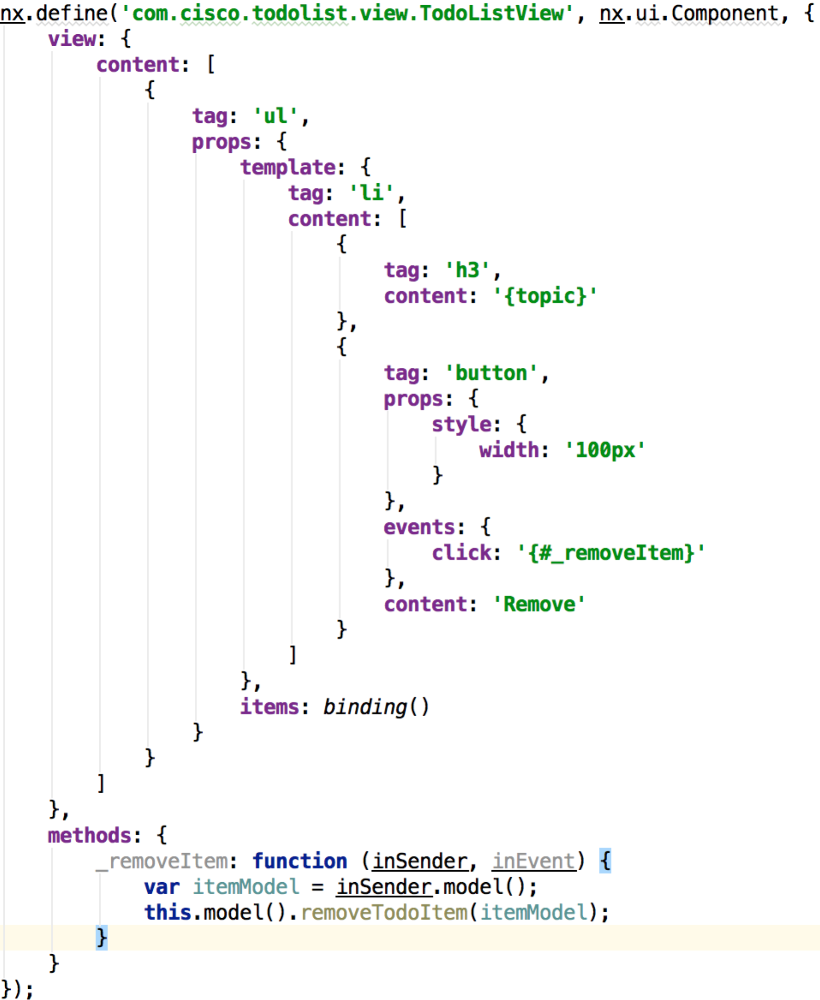 nx.define('com.cisco.todolist.view.TodoListView', nx.ui.Component, {
    view: {
        content: [
            {
                tag: 'ul',
                props: {
                    template: {
                        tag: 'li',
                        content: [
                            {
                                tag: 'h3',
                                content: '{topic}'
                            },
                            {
                                tag: 'button',
                                props: {
                                    style: {
                                        width: '100px'
                                    }
                                },
                                events: {
                                    click: '{#_removeItem}'
                                },
                                content: 'Remove'
                            }
                        ]
                    },
                    items: binding()
                }
            }
        ]
    },
    methods: {
        _removeItem: function (inSender, inEvent) {
            var itemModel = inSender.model();
            this.model().removeTodoItem(itemModel);
        }
    }
});